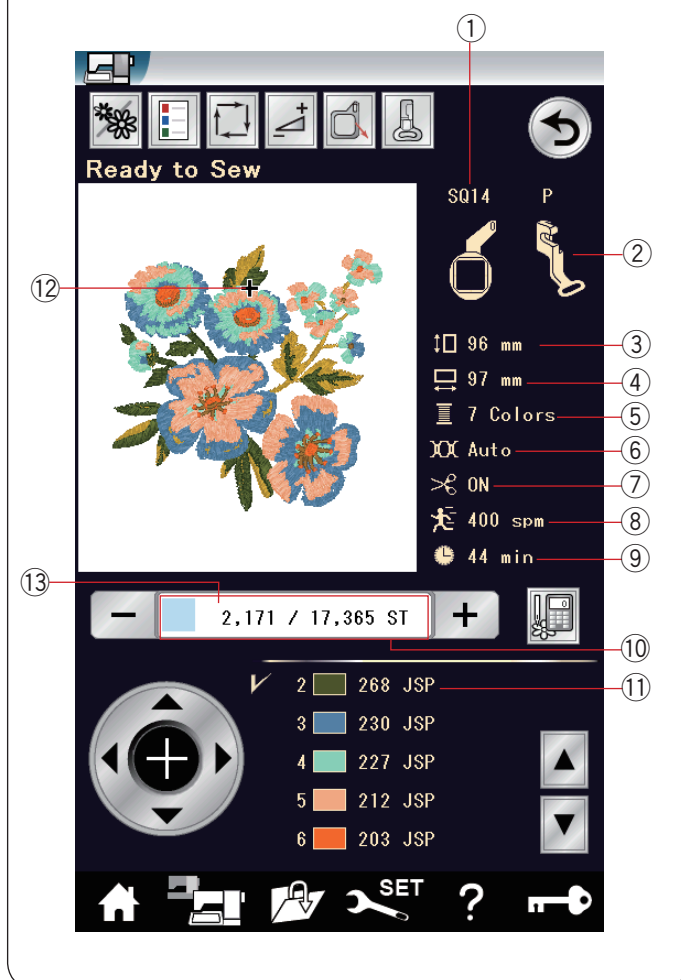 ①
Ready to Sew
SQ14 P
②
⑫
96 mm ③
97 mm ④
7 Colors ⑤
Auto ⑥
ON ⑦
400 spm ⑧
44 min ⑨
⑬
− 2,171 / 17,365 ST +
⑩
2 268 JSP ⑪
3 230 JSP
4 227 JSP
5 212 JSP
6 203 JSP
SET
?